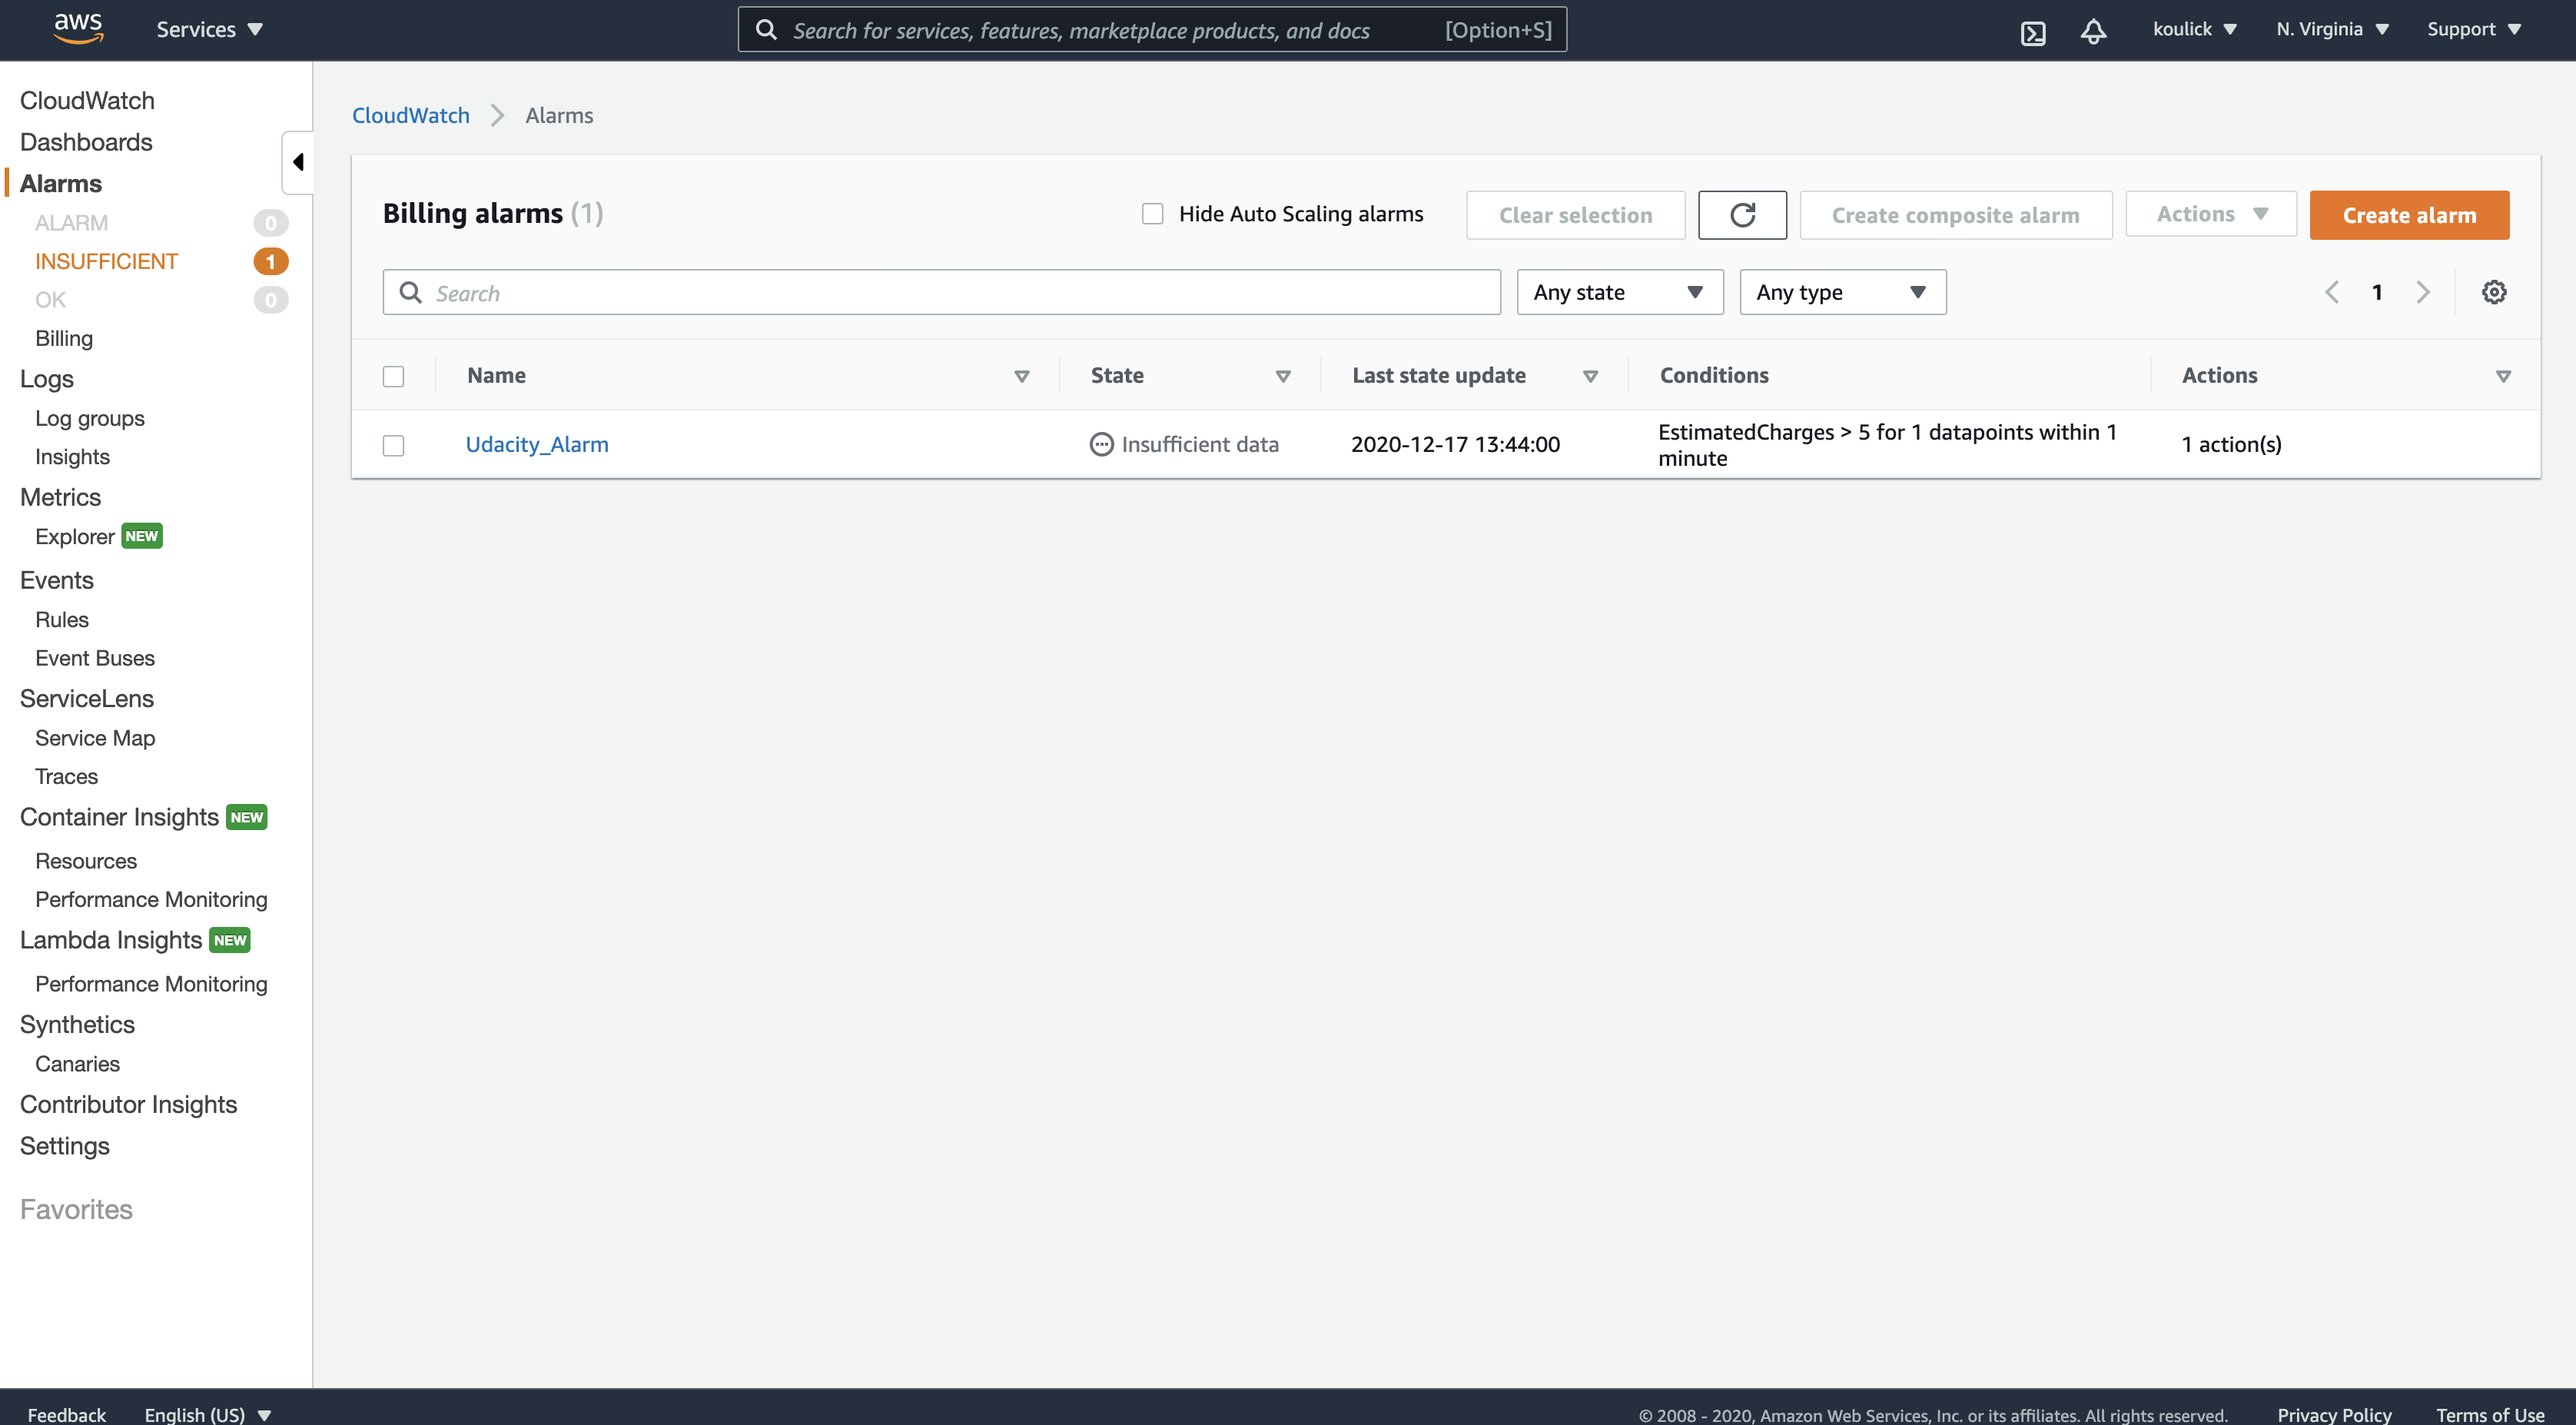 aws
Services
Search for services, features, marketplace products, and docs
[Option+S]
koulick
N. Virginia
Support
CloudWatch
Dashboards
Alarms
ALARM 0
INSUFFICIENT 1
OK 0
Billing
Logs
Log groups
Insights
Metrics
Explorer NEW
Events
Rules
Event Buses
ServiceLens
Service Map
Traces
Container Insights NEW
Resources
Performance Monitoring
Lambda Insights NEW
Performance Monitoring
Synthetics
Canaries
Contributor Insights
Settings
Favorites
CloudWatch Alarms
Billing alarms (1)
Hide Auto Scaling alarms
Clear selection
Create composite alarm
Actions
Create alarm
Search
Any state
Any type
1
Name State Last state update Conditions Actions
Udacity_Alarm Insufficient data 2020-12-17 13:44:00 EstimatedCharges > 5 for 1 datapoints within 1
minute
1 action(s)
Feedback
English (US)
© 2008 - 2020, Amazon Web Services, Inc. or its affiliates. All rights reserved.
Privacy Policy
Terms of Use